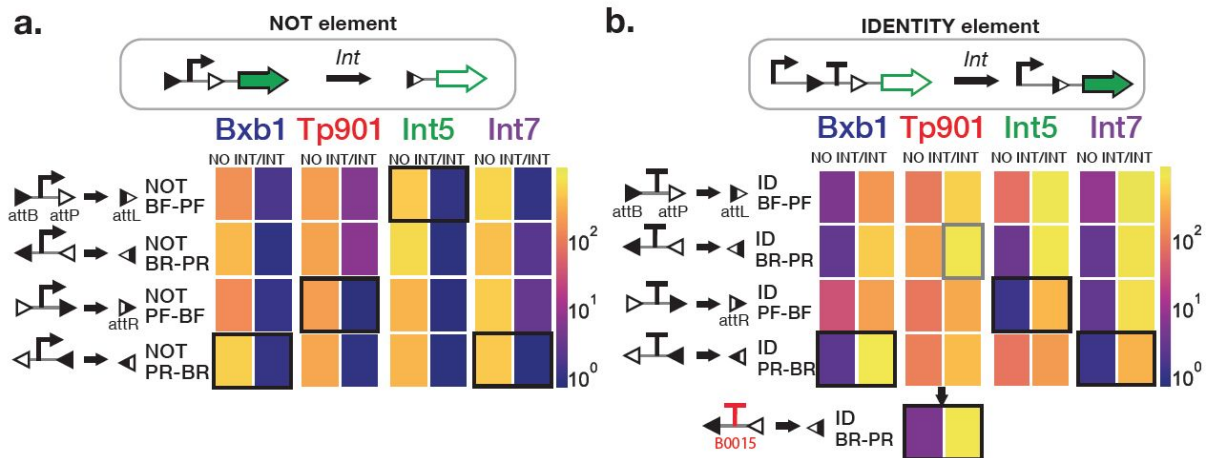 a.
NOT element
Int
Bxb1 Tp901 Int5 Int7
NO INT/INT NO INT/INT NO INT/INT NO INT/INT
NOT
BF-PF
attB attP attL
NOT
BR-PR
NOT
PF-BF
attR
NOT
PR-BR
10²
10¹
10⁰
b.
IDENTITY element
Int
Bxb1 Tp901 Int5 Int7
NO INT/INT NO INT/INT NO INT/INT NO INT/INT
ID
BF-PF
attB attP attL
ID
BR-PR
ID
PF-BF
attR
ID
PR-BR
10²
10¹
10⁰
ID
BR-PR
B0015